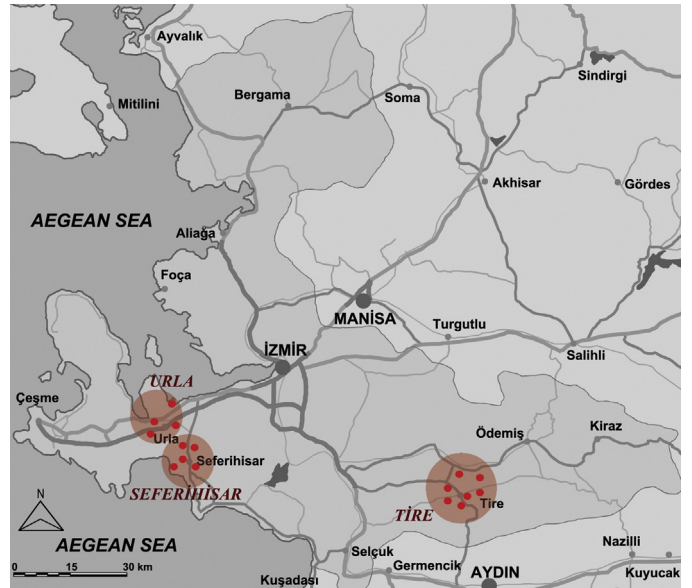 Ayvalık
Sindirgi
Mitilini
Bergama
Soma
Akhisar
Gördes
AEGEAN SEA
Aliağa
Foça
MANİSA
Turgutlu
İZMİR
Salihli
URLA
Çeşme
Urla
Ödemiş
Kiraz
Seferihisar
SEFERİHİSAR
Tire
TİRE
N
AEGEAN SEA
Selçuk
Nazilli
Germencik
0 15 30 km
Kuşadası
AYDIN
Kuyucak